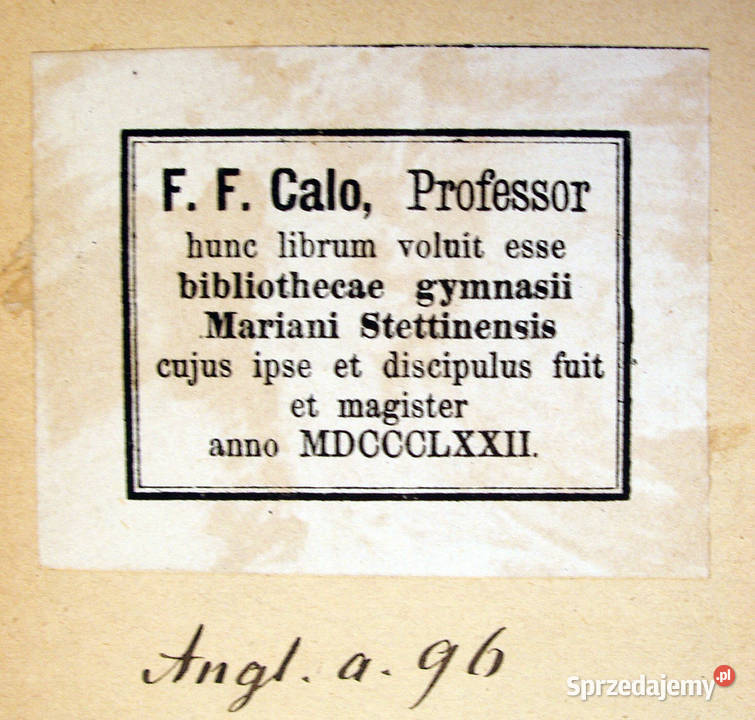 F. F. Calo, Professor
hunc librum voluit esse
bibliothecae gymnasii
Mariani Stettinensis
cujus ipse et discipulus fuit
et magister
anno MDCCCLXXII.
Angl. a. 96
Sprzedajemy.pl